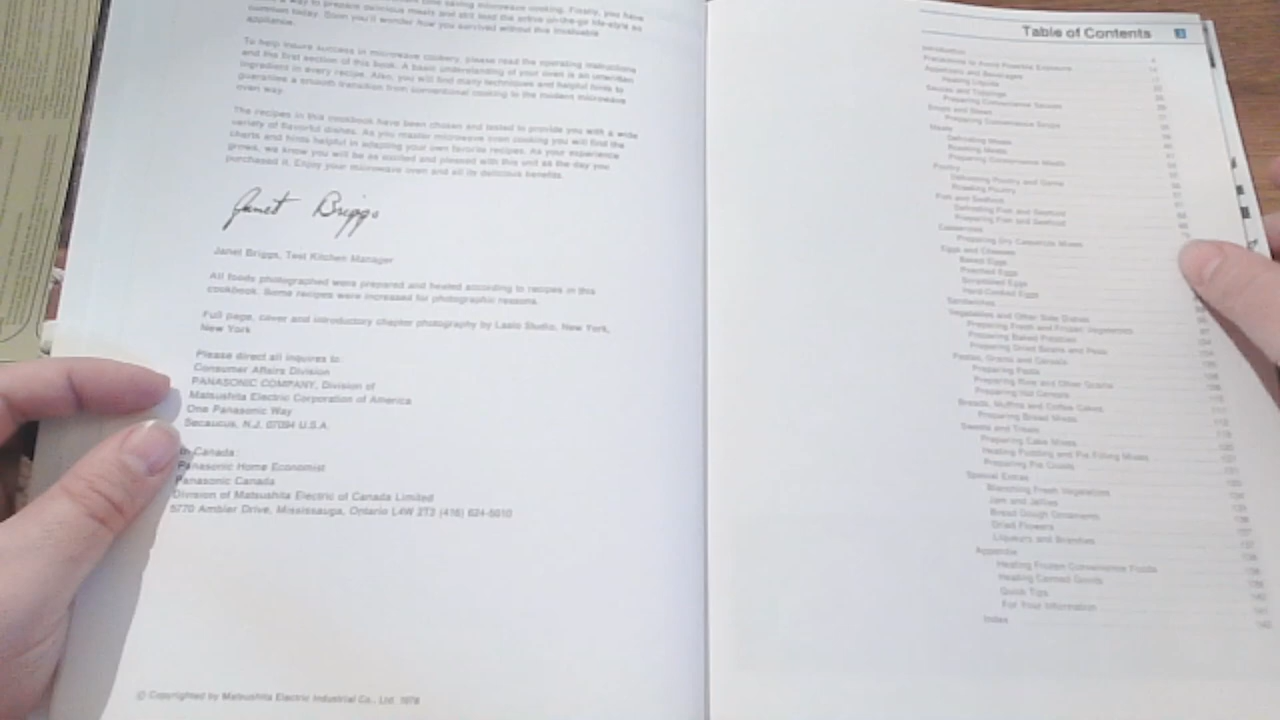 way to prepare delicious meals and still lead the active on-the-go life-style so
common today. Soon you'll wonder how you survived without this invaluable
appliance.
To help insure success in microwave cookery, please read the operating instructions
and the first section of this book. A basic understanding of your oven is an unwritten
ingredient in every recipe. Also, you will find many techniques and helpful hints to
guarantee a smooth transition from conventional cooking to the modern microwave
oven way.
The recipes in this cookbook have been chosen and tested to provide you with a wide
variety of flavorful dishes. As you master microwave oven cooking you will find the
charts and hints helpful in adapting your own favorite recipes. As your experience
grows, we know you will be as excited and pleased with this unit as the day you
purchased it. Enjoy your microwave oven and all its delicious benefits.
Janet Briggs
Janet Briggs, Test Kitchen Manager
All foods photographed were prepared and heated according to recipes in this
cookbook. Some recipes were increased for photographic reasons.
Full page, cover and introductory chapter photography by Laszlo Studio, New York,
New York
Please direct all inquires to:
Consumer Affairs Division
PANASONIC COMPANY, Division of
Matsushita Electric Corporation of America
One Panasonic Way
Secaucus, N.J. 07094 U.S.A.
In Canada:
Panasonic Home Economist
Panasonic Canada
Division of Matsushita Electric of Canada Limited
5770 Ambler Drive, Mississauga, Ontario L4W 2T3 (416) 624-5010
© Copyrighted by Matsushita Electric Industrial Co., Ltd. 1978
Table of Contents 3
Introduction
Precautions to Avoid Possible Exposure
Appetizers and Beverages
Heating Liquids
Sauces and Toppings
Preparing Convenience Sauces
Soups and Stews
Preparing Convenience Soups
Meats
Defrosting Meats
Roasting Meats
Preparing Convenience Meats
Poultry
Defrosting Poultry and Game
Roasting Poultry
Fish and Seafood
Defrosting Fish and Seafood
Preparing Fish and Seafood
Casseroles
Preparing Dry Casserole Mixes
Eggs and Cheeses
Baked Eggs
Poached Eggs
Scrambled Eggs
Hard Cooked Eggs
Sandwiches
Vegetables and Other Side Dishes
Preparing Fresh and Frozen Vegetables
Preparing Baked Potatoes
Preparing Dried Beans and Peas
Pastas, Grains and Cereals
Preparing Pasta
Preparing Rice and Other Grains
Preparing Hot Cereals
Breads, Muffins and Coffee Cakes
Preparing Bread Mixes
Sweets and Treats
Preparing Cake Mixes
Heating Pudding and Pie Filling Mixes
Preparing Pie Crusts
Special Extras
Blanching Fresh Vegetables
Jam and Jellies
Bread Dough Ornaments
Dried Flowers
Liqueurs and Brandies
Appendix
Heating Frozen Convenience Foods
Heating Canned Goods
Quick Tips
For Your Information
Index